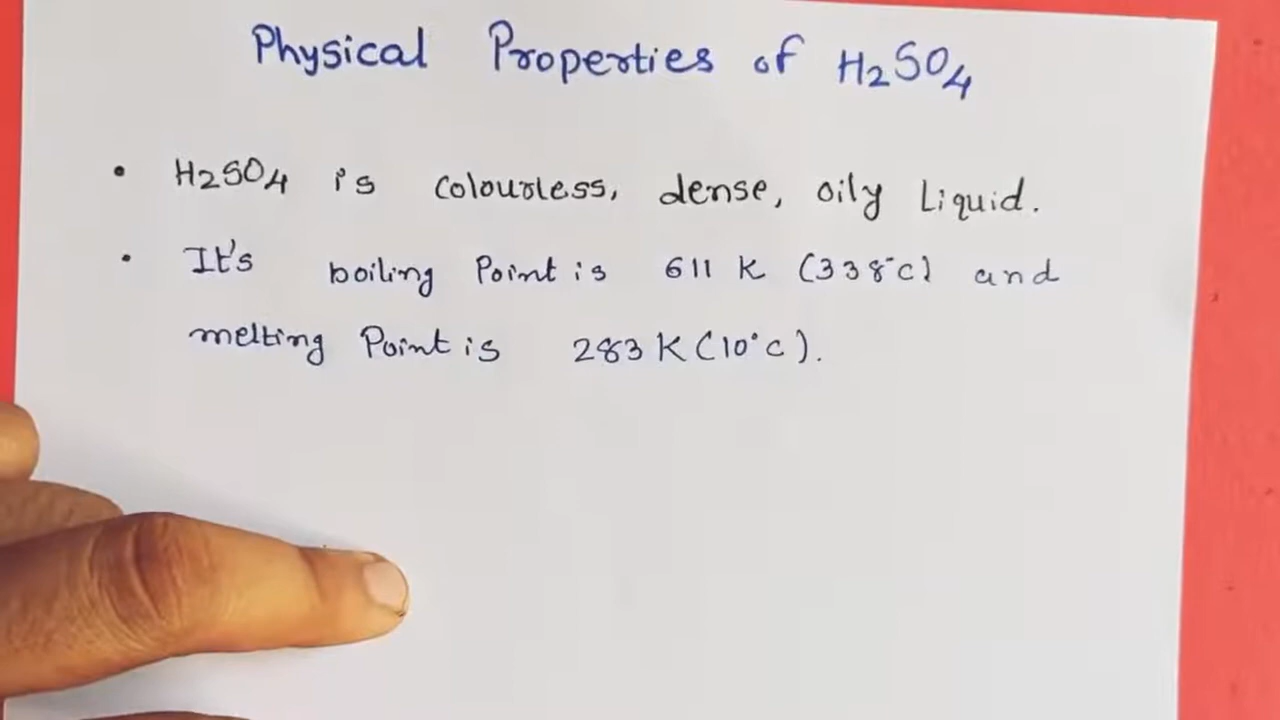 Physical Properties of H2SO4
• H2SO4 is Colourless, dense, oily Liquid.
• It's boiling Point is 611 K (338°c) and
melting Point is 283 K (10°c).